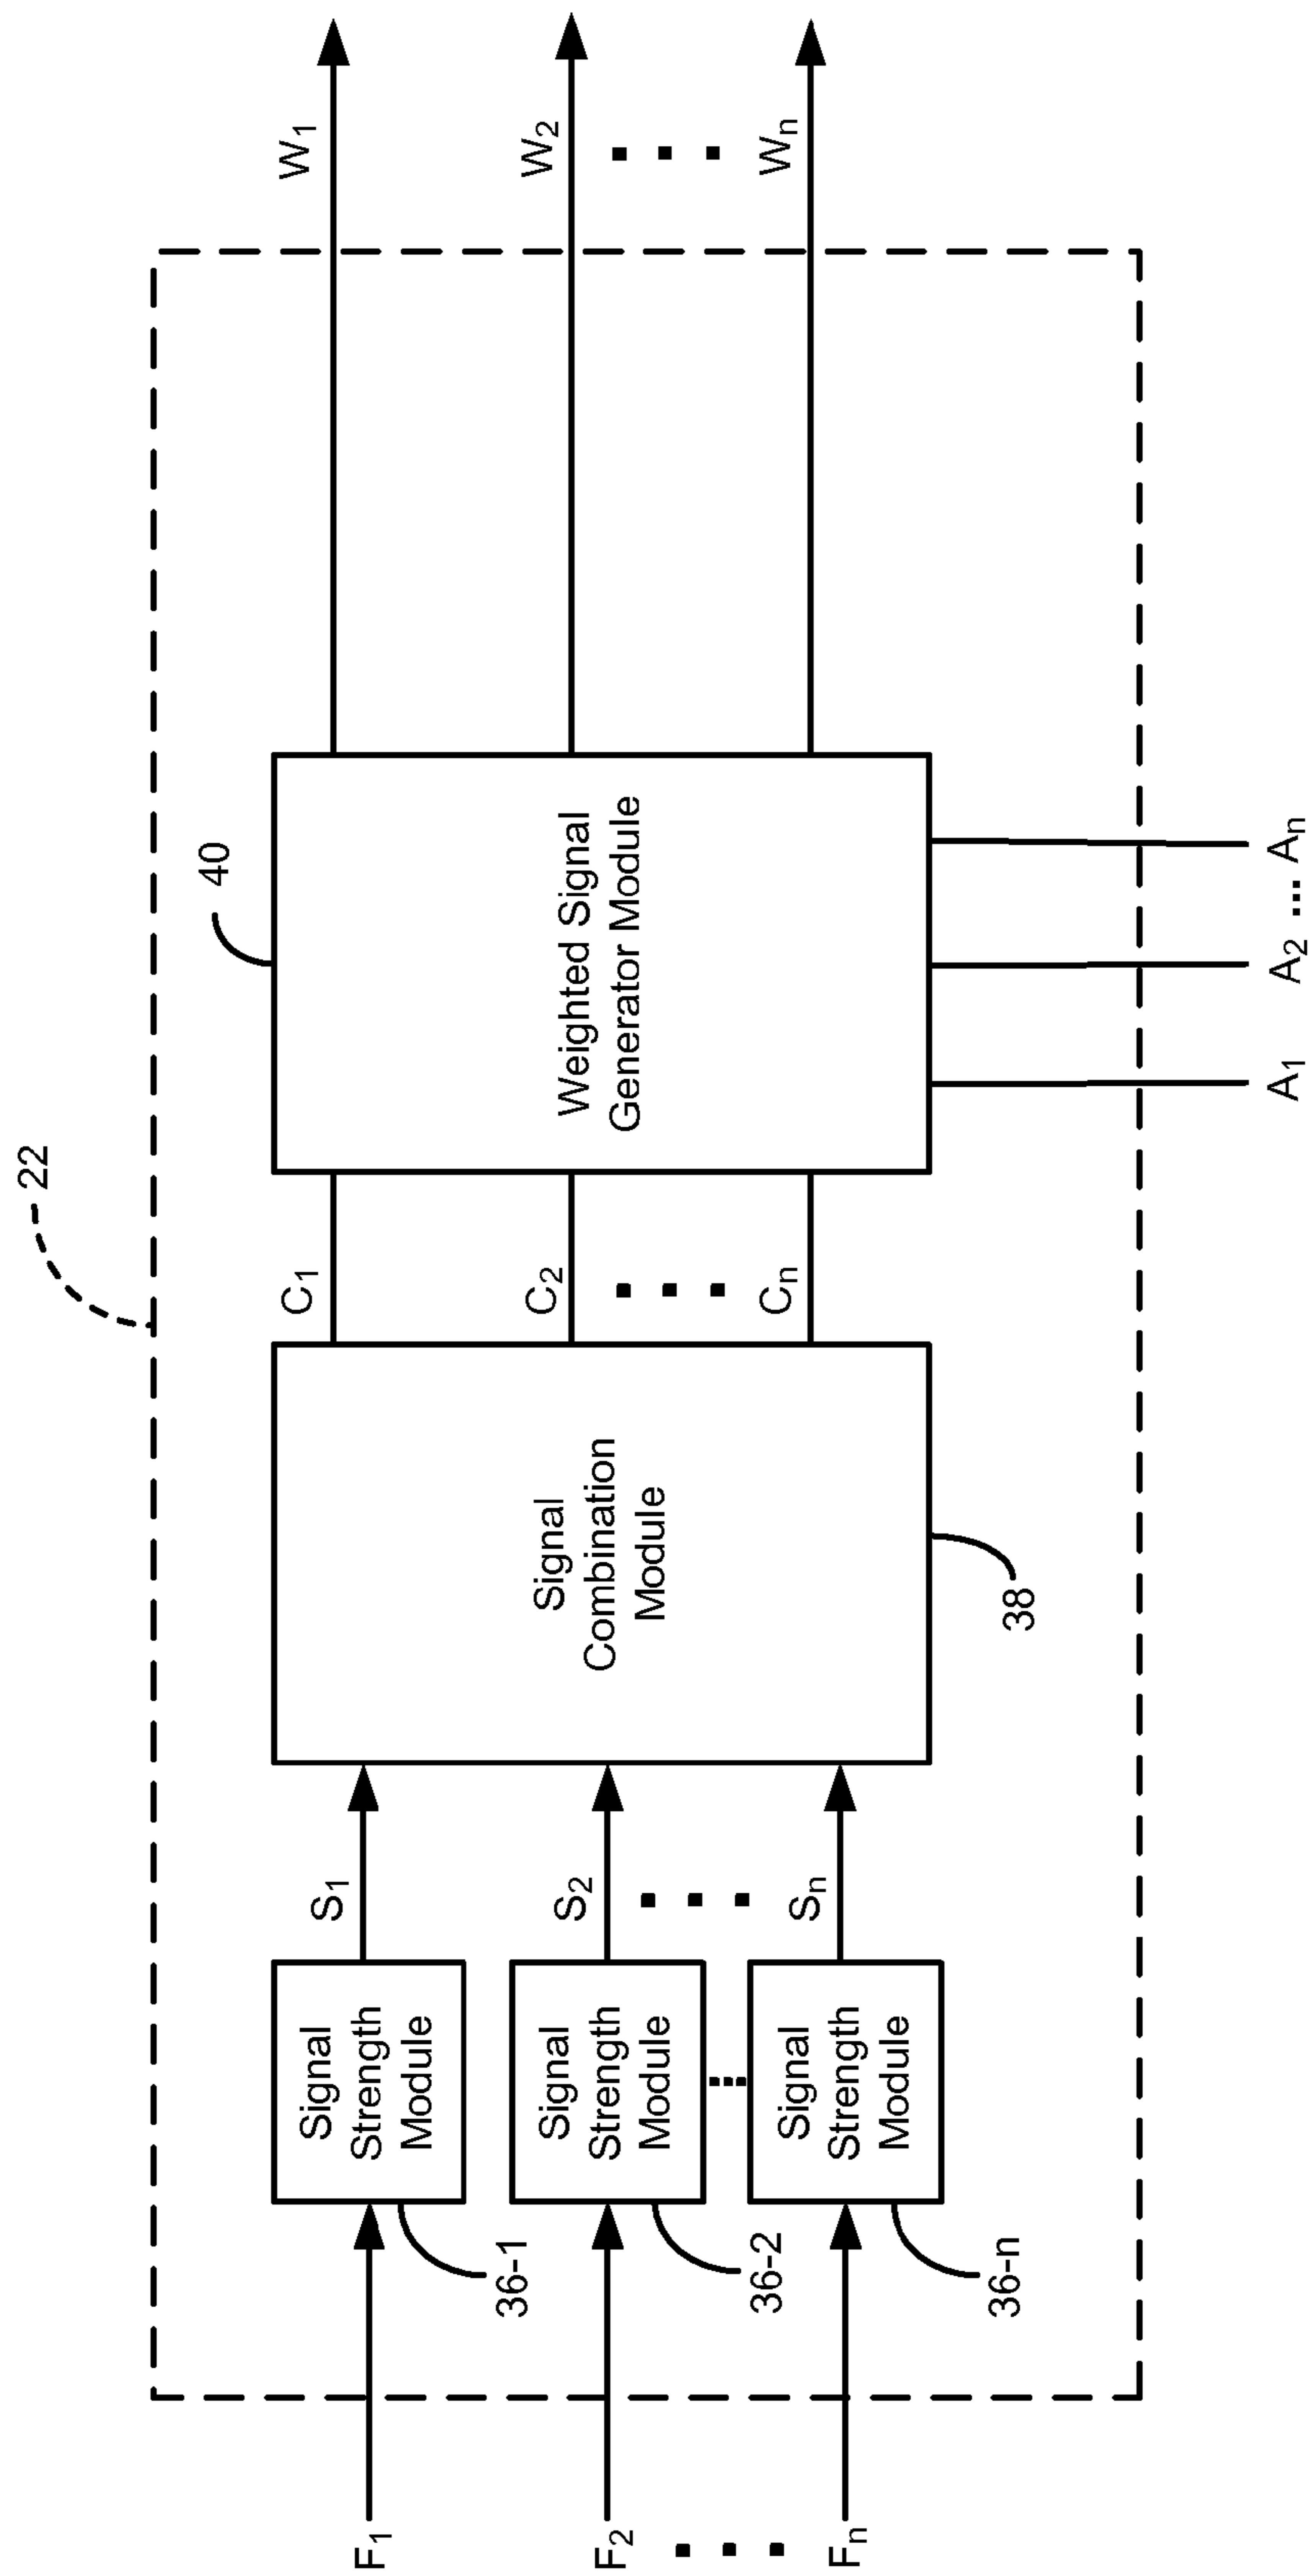 22
F1
F2
Fn
36-1
36-2
36-n
Signal
Strength
Module
Signal
Strength
Module
Signal
Strength
Module
S1
S2
Sn
Signal
Combination
Module
38
C1
C2
Cn
40
Weighted Signal
Generator Module
A1 A2 ... An
W1
W2
Wn